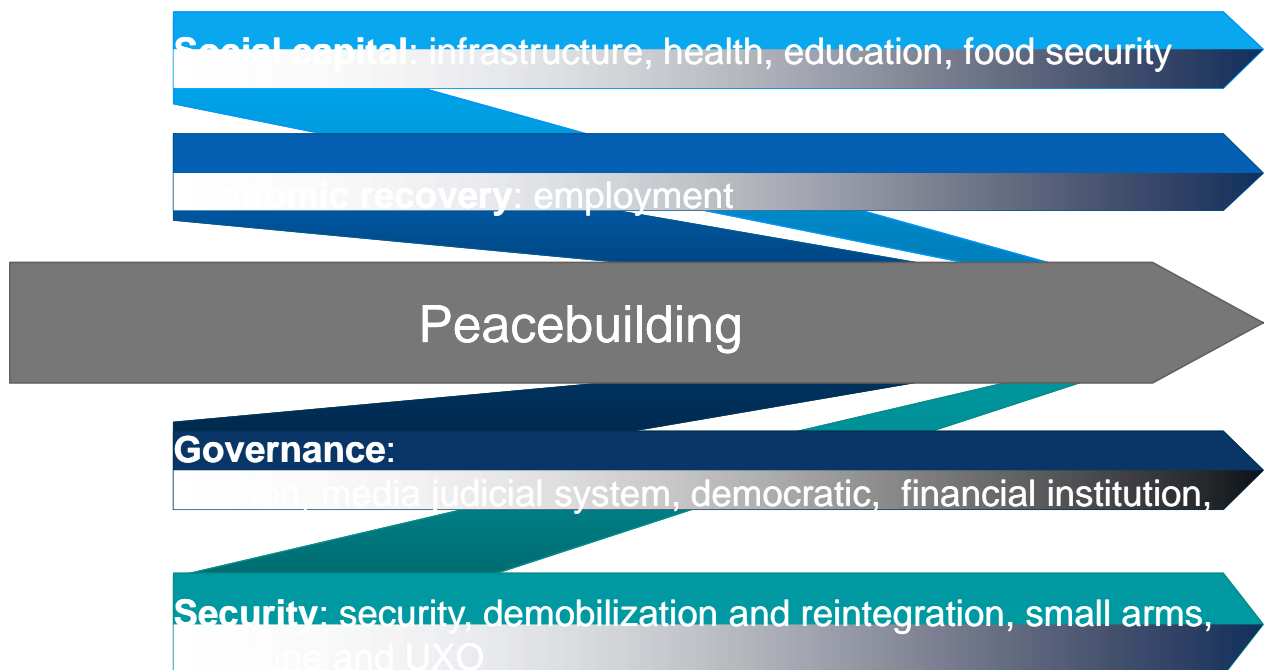 Social capital: infrastructure, health, education, food security
recovery: employment
Peacebuilding
Governance:
media judicial system, democratic, financial institution,
Security: security, demobilization and reintegration, small arms,
and UXO